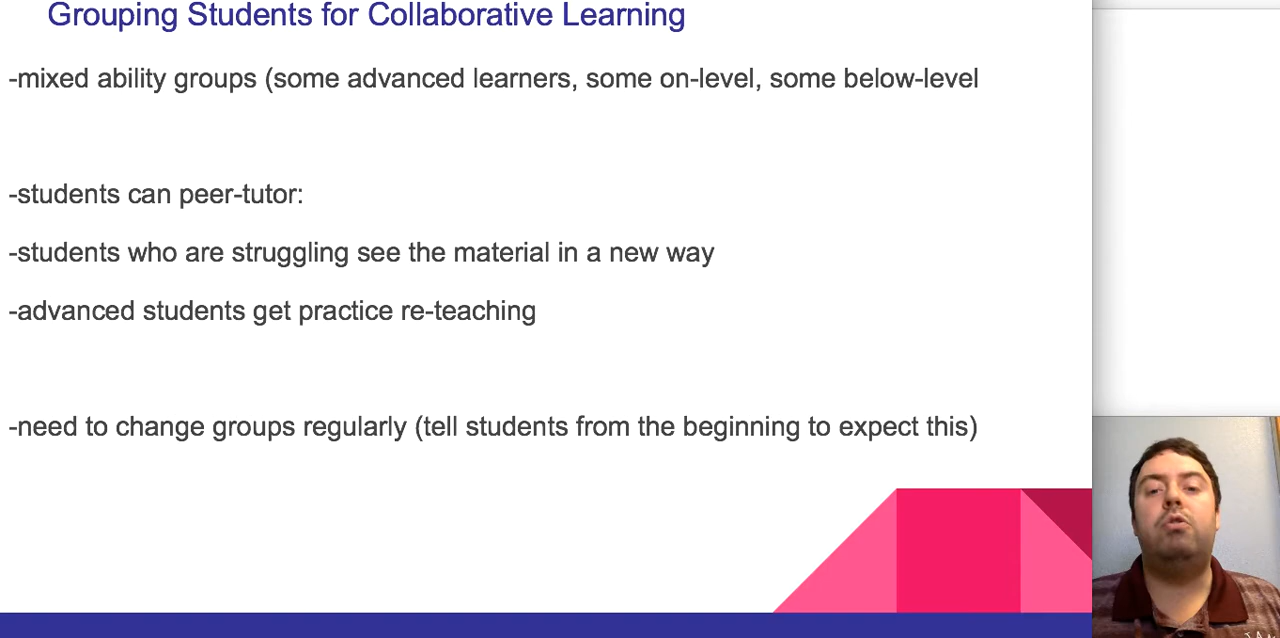 Grouping Students for Collaborative Learning
-mixed ability groups (some advanced learners, some on-level, some below-level
-students can peer-tutor:
-students who are struggling see the material in a new way
-advanced students get practice re-teaching
-need to change groups regularly (tell students from the beginning to expect this)